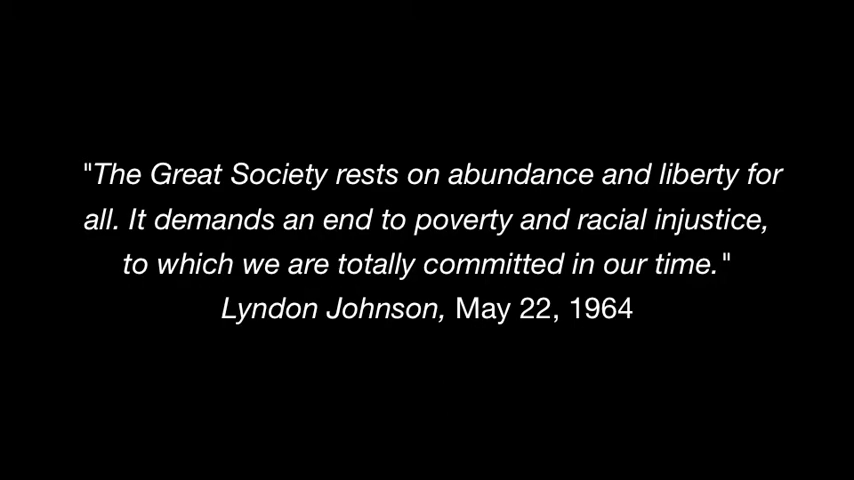 "The Great Society rests on abundance and liberty for
all. It demands an end to poverty and racial injustice,
to which we are totally committed in our time."
Lyndon Johnson, May 22, 1964